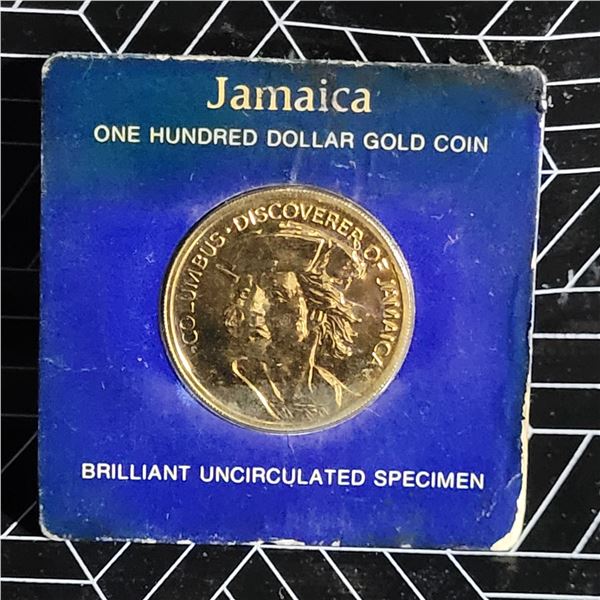 Jamaica
ONE HUNDRED DOLLAR GOLD COIN
COLUMBUS · DISCOVERER OF JAMAICA
BRILLIANT UNCIRCULATED SPECIMEN